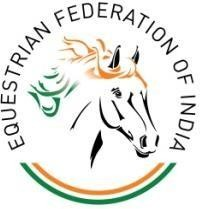 EQUESTRIAN FEDERATION OF INDIA